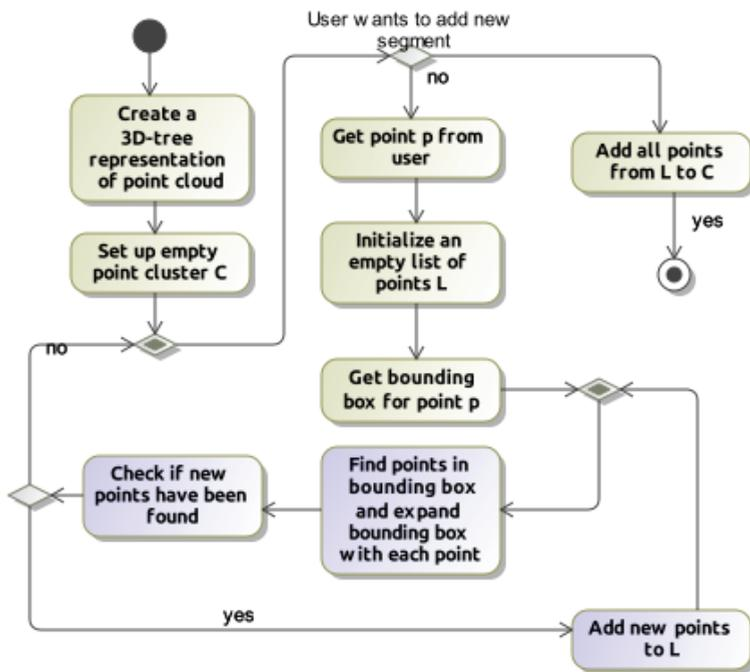 User wants to add new
segment
no
Create a
3D-tree
representation
of point cloud
Get point p from
user
Add all points
from L to C
yes
Set up empty
point cluster C
Initialize an
empty list of
points L
no
Get bounding
box for point p
Check if new
points have been
found
Find points in
bounding box
and expand
bounding box
with each point
yes
Add new points
to L